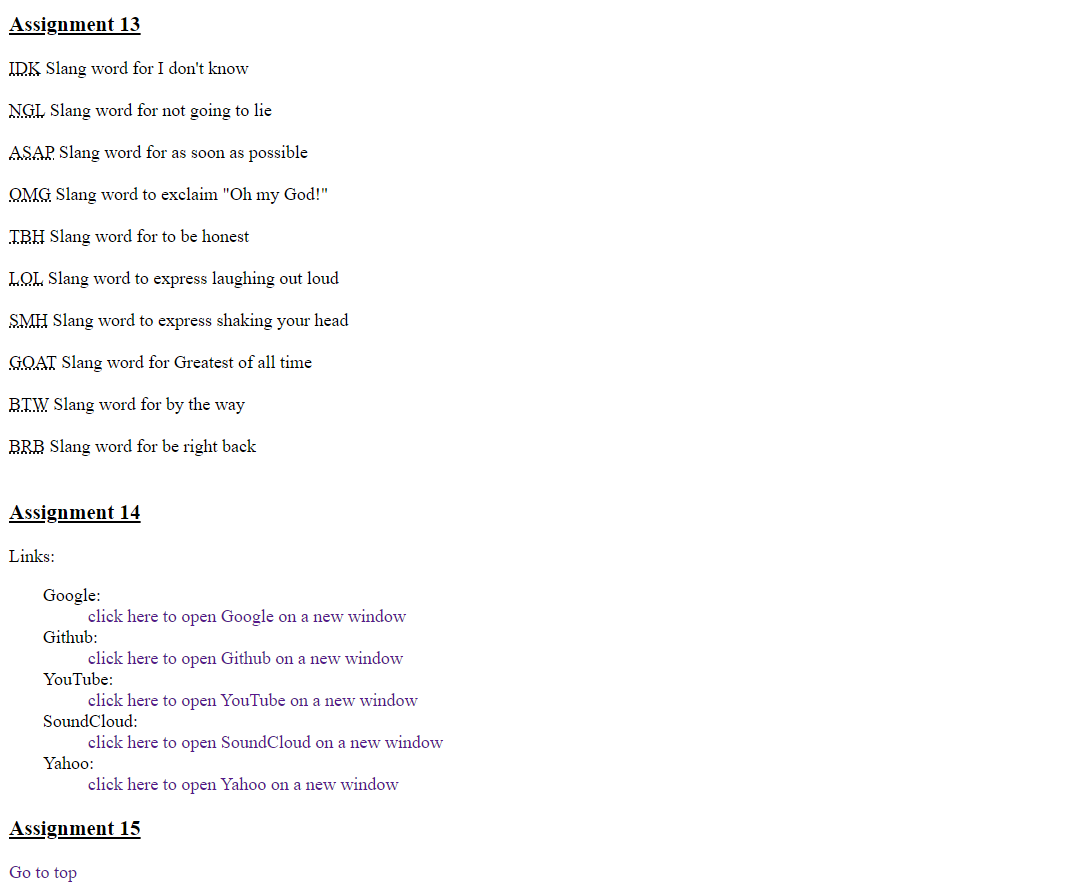 Assignment 13
IDK Slang word for I don't know
NGL Slang word for not going to lie
ASAP Slang word for as soon as possible
OMG Slang word to exclaim "Oh my God!"
TBH Slang word for to be honest
LOL Slang word to express laughing out loud
SMH Slang word to express shaking your head
GOAT Slang word for Greatest of all time
BTW Slang word for by the way
BRB Slang word for be right back
Assignment 14
Links:
Google:
click here to open Google on a new window
Github:
click here to open Github on a new window
YouTube:
click here to open YouTube on a new window
SoundCloud:
click here to open SoundCloud on a new window
Yahoo:
click here to open Yahoo on a new window
Assignment 15
Go to top